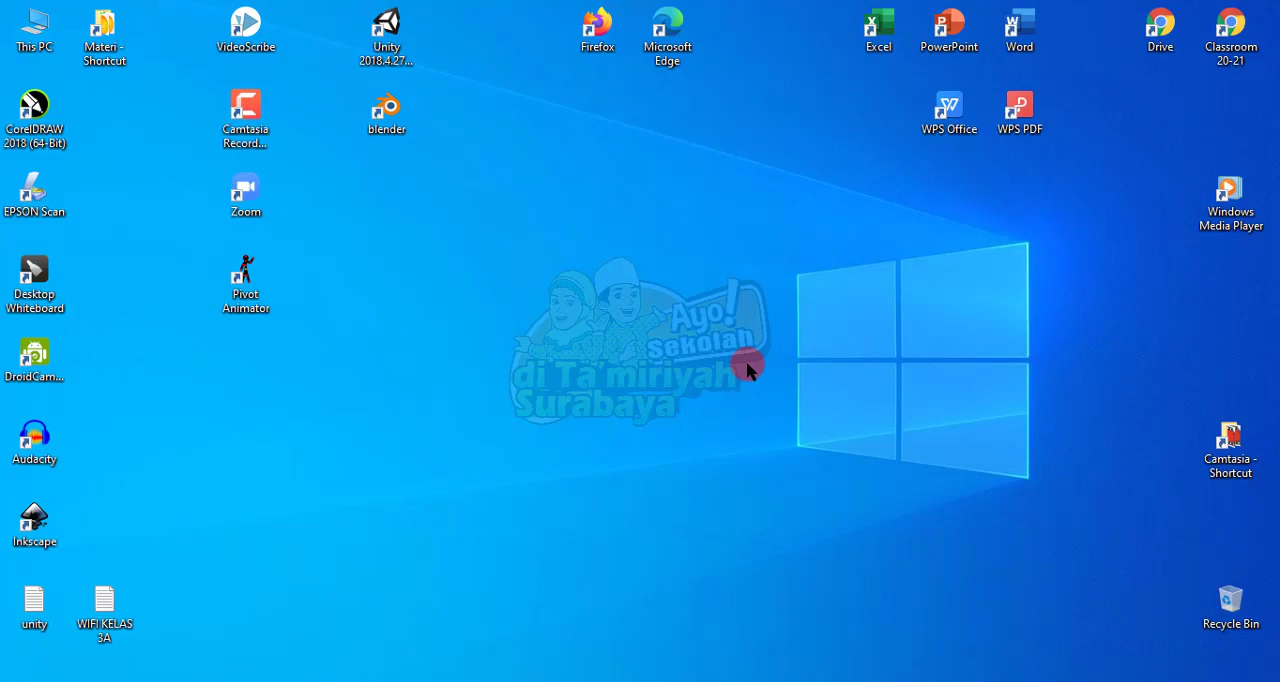 This PC
Materi -
Shortcut
VideoScribe
Unity
2018.4.27...
Firefox
Microsoft
Edge
Excel
PowerPoint
Word
Drive
Classroom
20-21
CorelDRAW
2018 (64-Bit)
Camtasia
Record...
blender
WPS Office
WPS PDF
EPSON Scan
Zoom
Windows
Media Player
Desktop
Whiteboard
Pivot
Animator
Ayo!
sekolah
di Ta'miriyah
Surabaya
DroidCam...
Audacity
Camtasia -
Shortcut
Inkscape
unity
WIFI KELAS
3A
Recycle Bin